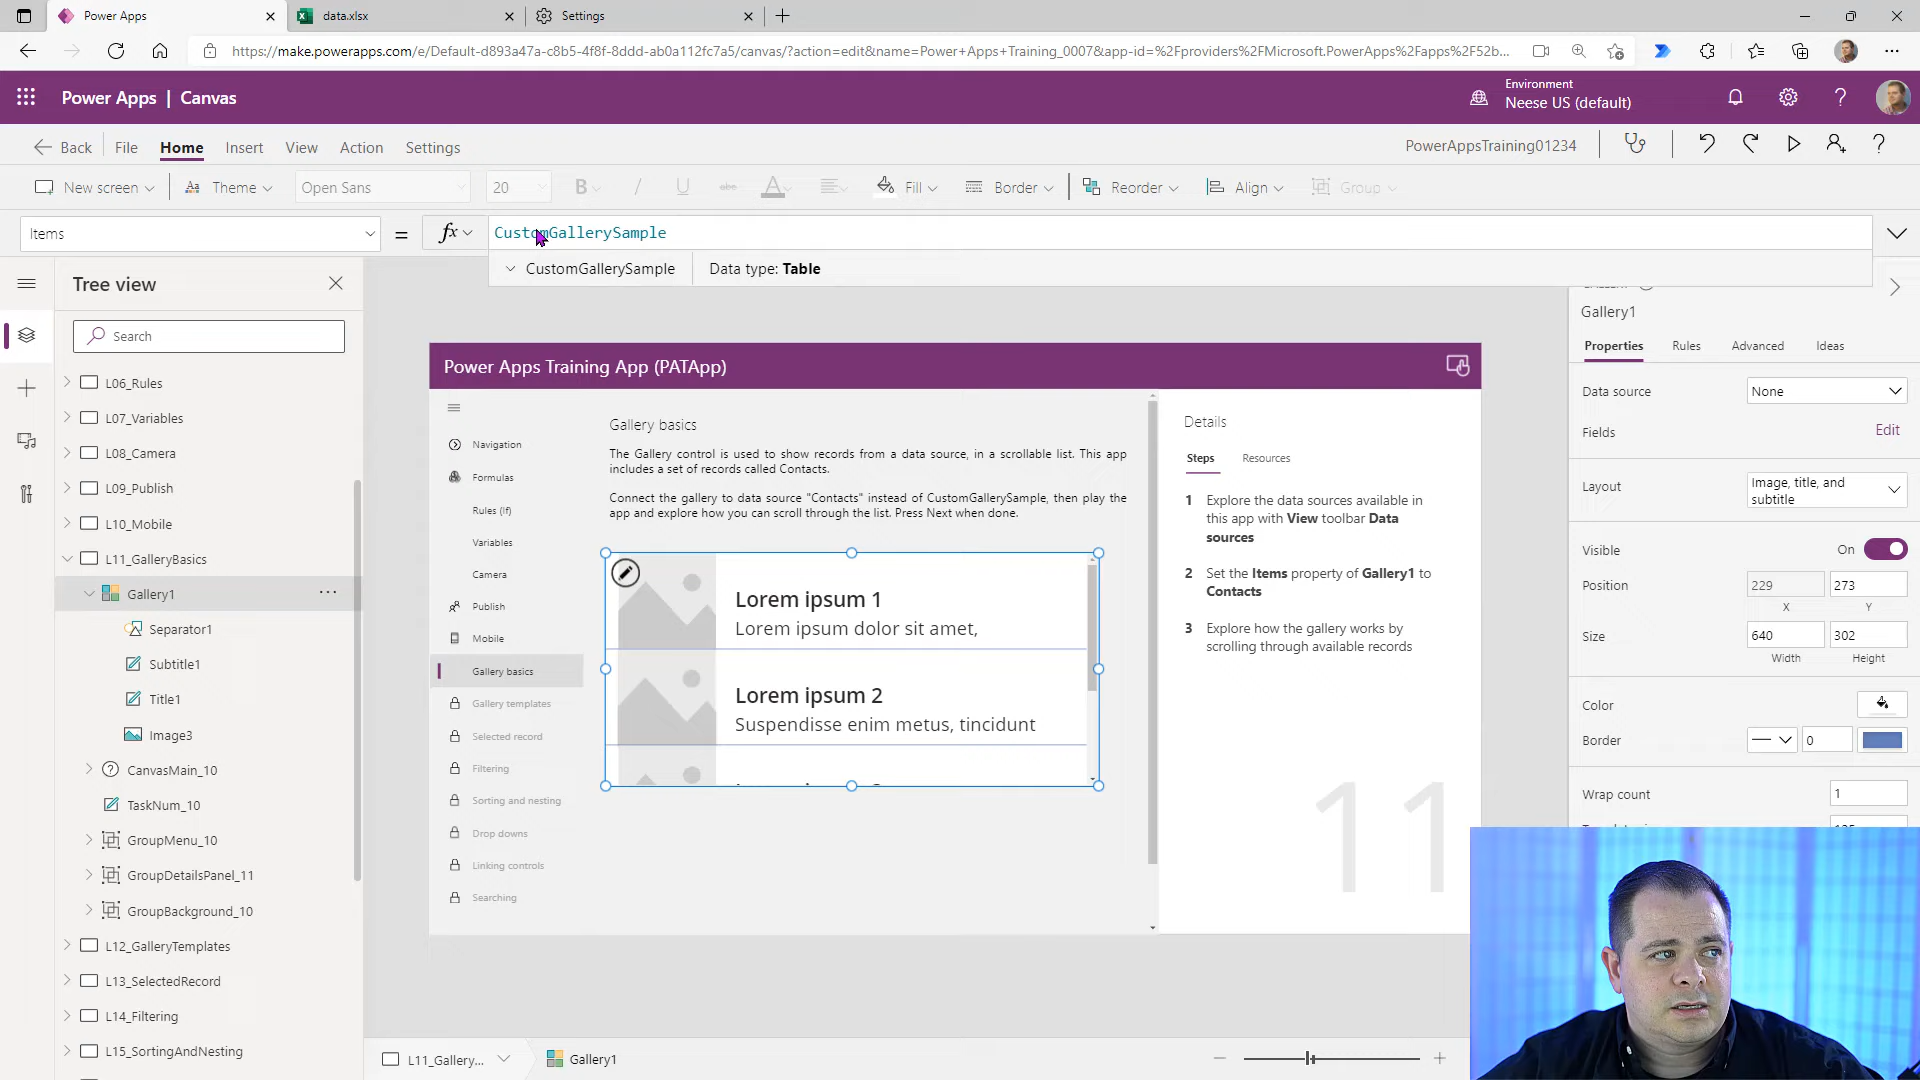 Power Apps
data.xlsx
Settings
https://make.powerapps.com/e/Default-d893a47a-c8b5-4f8f-8ddd-ab0a112fc7a5/canvas/?action=edit&name=Power+Apps+Training_0007&app-id=%2Fproviders%2FMicrosoft.PowerApps%2Fapps%2F52b...
Power Apps | Canvas
Environment
Neese US (default)
Back
File
Home
Insert
View
Action
Settings
PowerAppsTraining01234
New screen
Theme
Open Sans
20
Fill
Border
Reorder
Align
Group
Items
=
fx
CustomGallerySample
CustomGallerySample
Data type: Table
Tree view
Search
L06_Rules
L07_Variables
L08_Camera
L09_Publish
L10_Mobile
L11_GalleryBasics
Gallery1
Separator1
Subtitle1
Title1
Image3
CanvasMain_10
TaskNum_10
GroupMenu_10
GroupDetailsPanel_11
GroupBackground_10
L12_GalleryTemplates
L13_SelectedRecord
L14_Filtering
L15_SortingAndNesting
Power Apps Training App (PATApp)
Navigation
Formulas
Rules (If)
Variables
Camera
Publish
Mobile
Gallery basics
Gallery templates
Selected record
Filtering
Sorting and nesting
Drop downs
Linking controls
Searching
Gallery basics
The Gallery control is used to show records from a data source, in a scrollable list. This app
includes a set of records called Contacts.
Connect the gallery to data source "Contacts" instead of CustomGallerySample, then play the
app and explore how you can scroll through the list. Press Next when done.
Lorem ipsum 1
Lorem ipsum dolor sit amet,
Lorem ipsum 2
Suspendisse enim metus, tincidunt
Details
Steps
Resources
1 Explore the data sources available in
this app with View toolbar Data
sources
2 Set the Items property of Gallery1 to
Contacts
3 Explore how the gallery works by
scrolling through available records
11
Gallery1
Properties
Rules
Advanced
Ideas
Data source
None
Fields
Edit
Layout
Image, title, and
subtitle
Visible
On
Position
229
273
X
Y
Size
640
302
Width
Height
Color
Border
0
Wrap count
1
L11_Gallery...
Gallery1